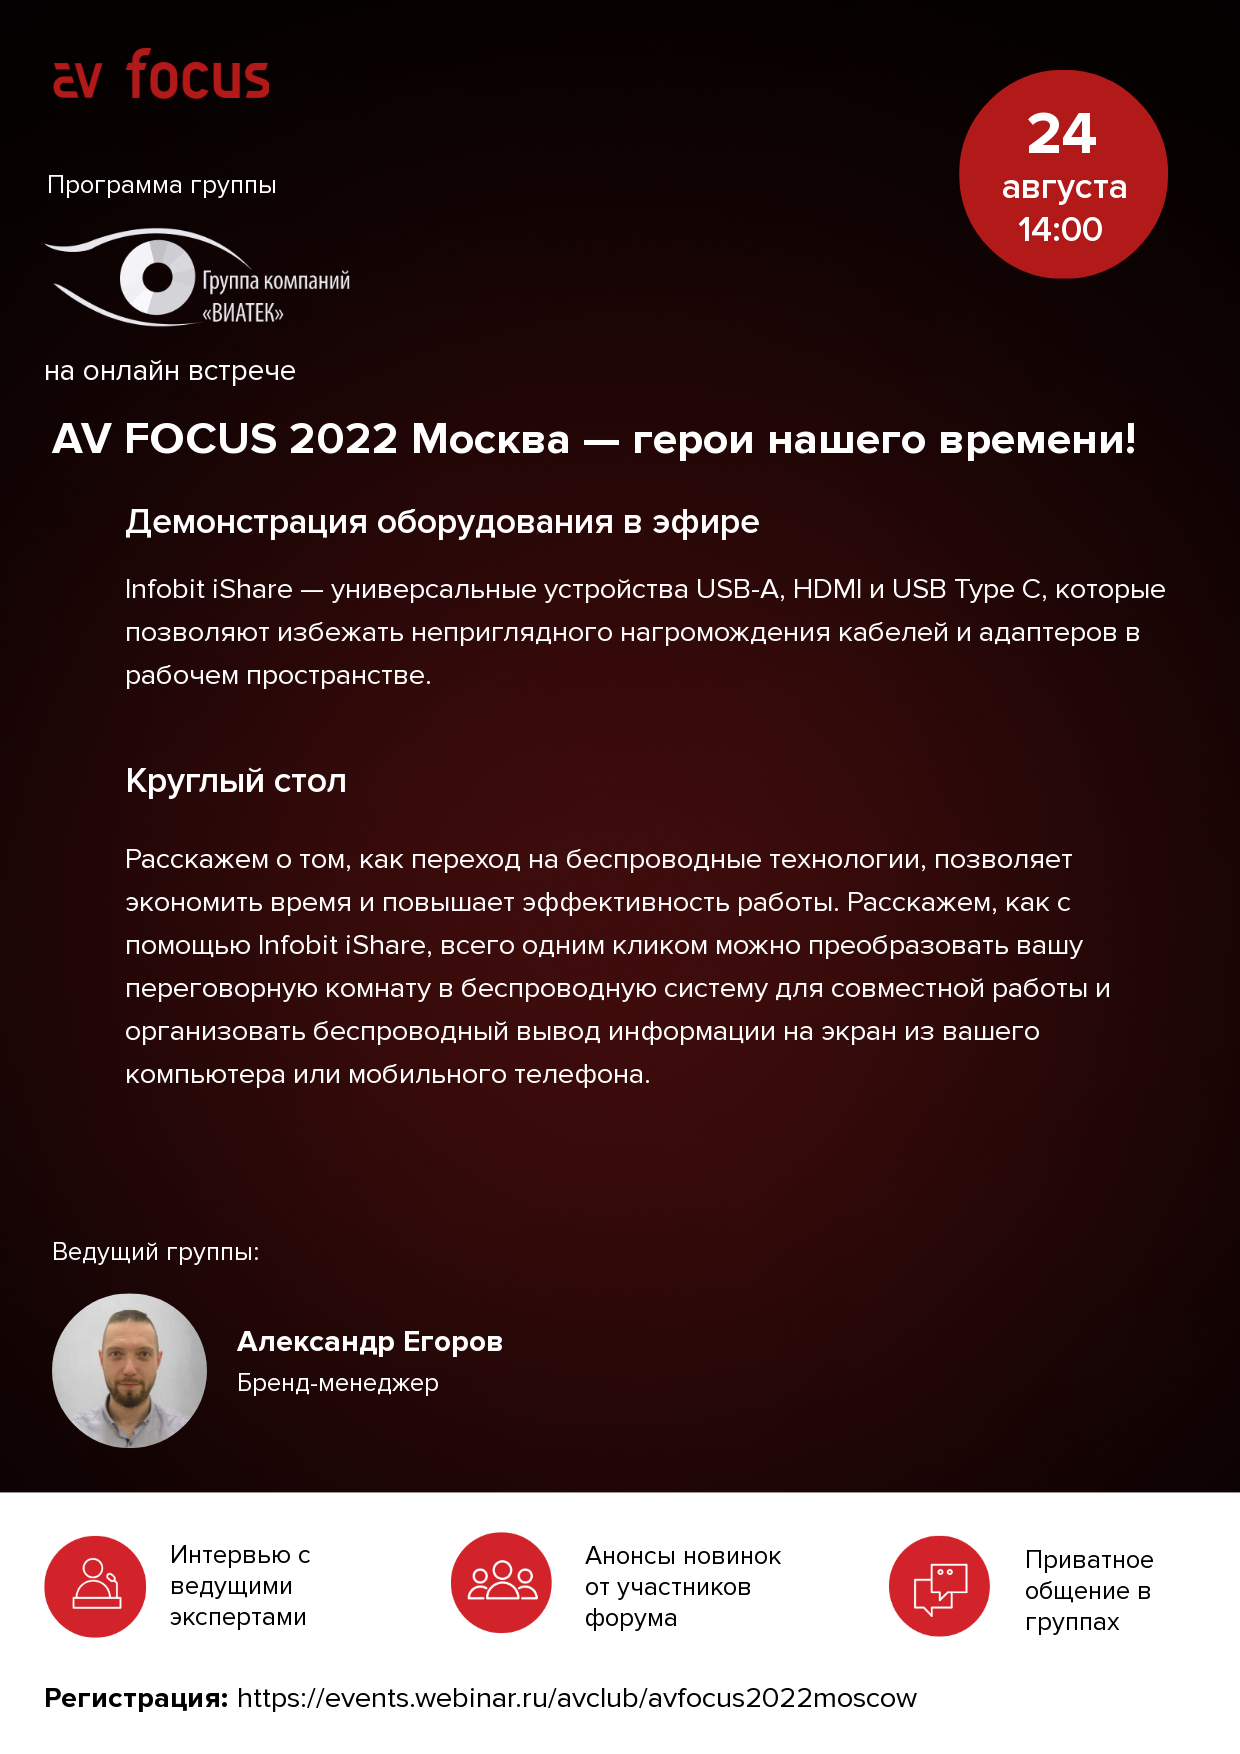 av focus
24
августа
14:00
Программа группы
Группа компаний
«ВИАТЕК»
на онлайн встрече
AV FOCUS 2022 Москва — герои нашего времени!
Демонстрация оборудования в эфире
Infobit iShare — универсальные устройства USB-A, HDMI и USB Type C, которые
позволяют избежать неприглядного нагромождения кабелей и адаптеров в
рабочем пространстве.
Круглый стол
Расскажем о том, как переход на беспроводные технологии, позволяет
экономить время и повышает эффективность работы. Расскажем, как с
помощью Infobit iShare, всего одним кликом можно преобразовать вашу
переговорную комнату в беспроводную систему для совместной работы и
организовать беспроводный вывод информации на экран из вашего
компьютера или мобильного телефона.
Ведущий группы:
Александр Егоров
Бренд-менеджер
Интервью с
ведущими
экспертами
Анонсы новинок
от участников
форума
Приватное
общение в
группах
Регистрация: https://events.webinar.ru/avclub/avfocus2022moscow